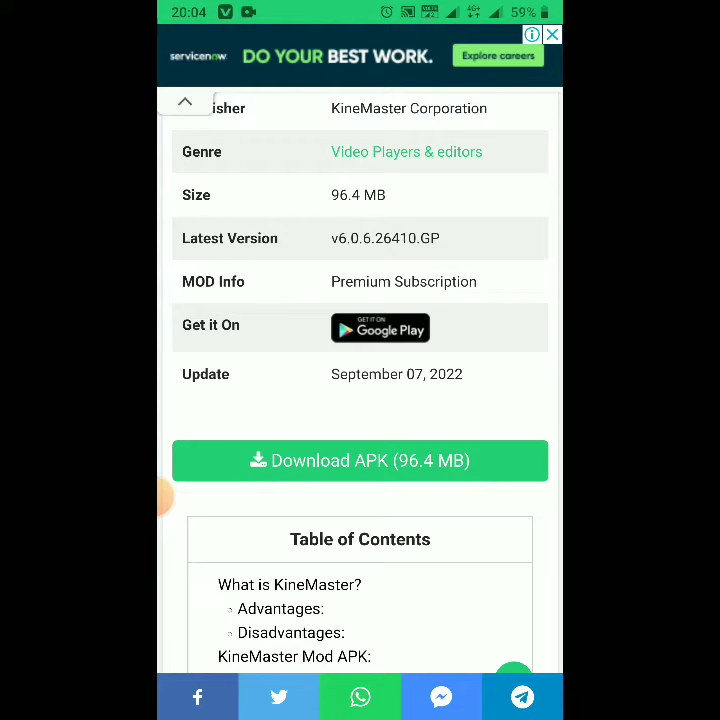 20:04 4G+ 59%
servicenow DO YOUR BEST WORK. Explore careers
isher KineMaster Corporation
Genre Video Players & editors
Size 96.4 MB
Latest Version v6.0.6.26410.GP
MOD Info Premium Subscription
Get it On GET IT ON Google Play
Update September 07, 2022
Download APK (96.4 MB)
Table of Contents
What is KineMaster?
Advantages:
Disadvantages:
KineMaster Mod APK: